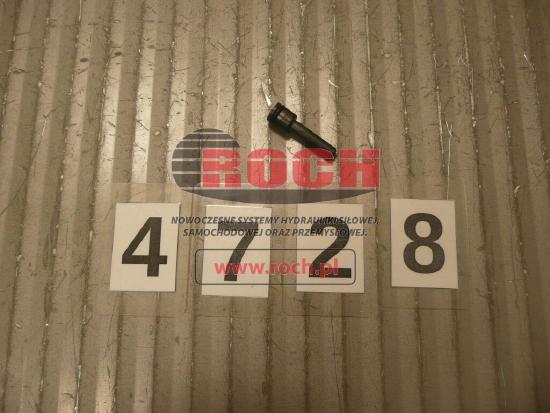 ROCH
NOWOCZESNE SYSTEMY HYDRAULIKI SIŁOWEJ,
SAMOCHODOWEJ ORAZ PRZEMYSŁOWEJ.
4 7 2 8
www.roch.pl